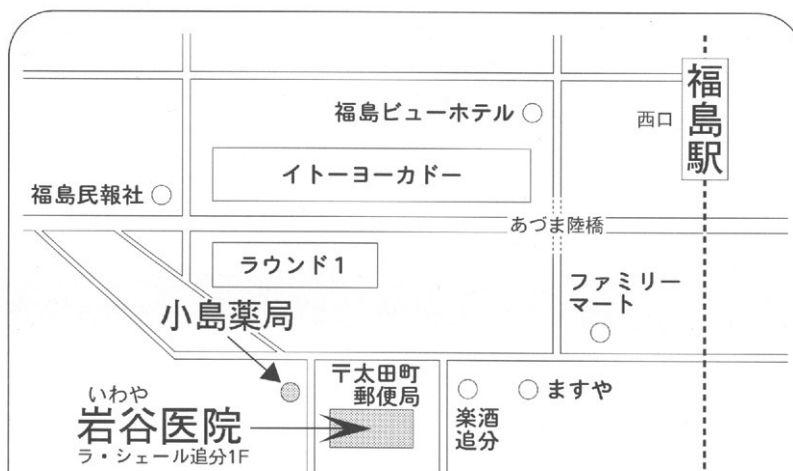 福島駅
西口
福島ビューホテル
イトーヨーカドー
福島民報社
あづま陸橋
ラウンド1
ファミリー
マート
小島薬局
〒太田町
郵便局
ますや
楽酒
追分
いわや
岩谷医院
ラ・シェール追分1F